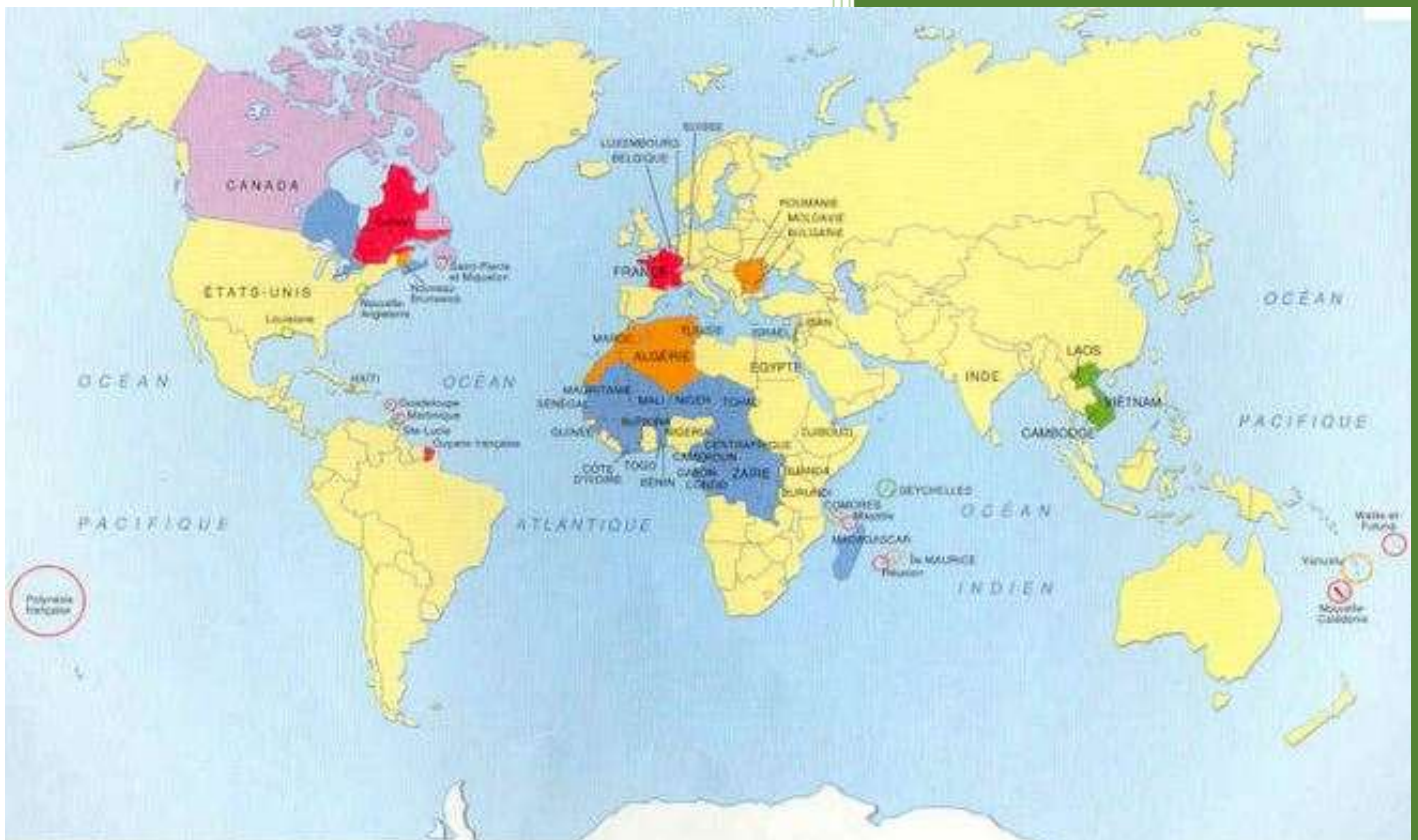 SUISSE
LUXEMBOURG
BELGIQUE
CANADA
ROUMANIE
MOLDAVIE
BULGARIE
FRANCE
Saint-Pierre
et Miquelon
Nouveau
Brunswick
Nouvelle
Angleterre
ÉTATS-UNIS
Louisiane
OCÉAN
MAROC
TUNISIE
ISRAEL
LIBAN
ALGÉRIE
ÉGYPTE
LAOS
INDE
OCÉAN
HAÏTI
OCÉAN
MAURITANIE
SÉNÉGAL
MALI
NIGER
TCHAD
VIETNAM
Guadeloupe
Martinique
Ste-Lucie
Guyane française
GUINÉE
BURKINA
NIGERIA
CENTRAFRIQUE
DJIBOUTI
CAMBODGE
PACIFIQUE
CÔTE
D'IVOIRE
TOGO
BÉNIN
CAMEROUN
GABON
CONGO
ZAÏRE
BURUNDI
SEYCHELLES
COMORES
Mayotte
OCÉAN
PACIFIQUE
ATLANTIQUE
MADAGASCAR
Île MAURICE
Réunion
INDIEN
Wallis et
Futuna
Vanuatu
Nouvelle
Calédonie
Polynésie
française